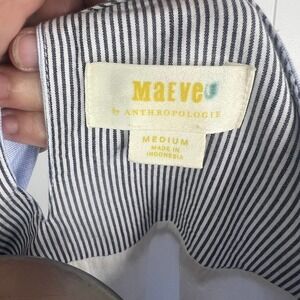 MaEVe
by ANTHROPOLOGIE
MEDIUM
MADE IN
INDONESIA